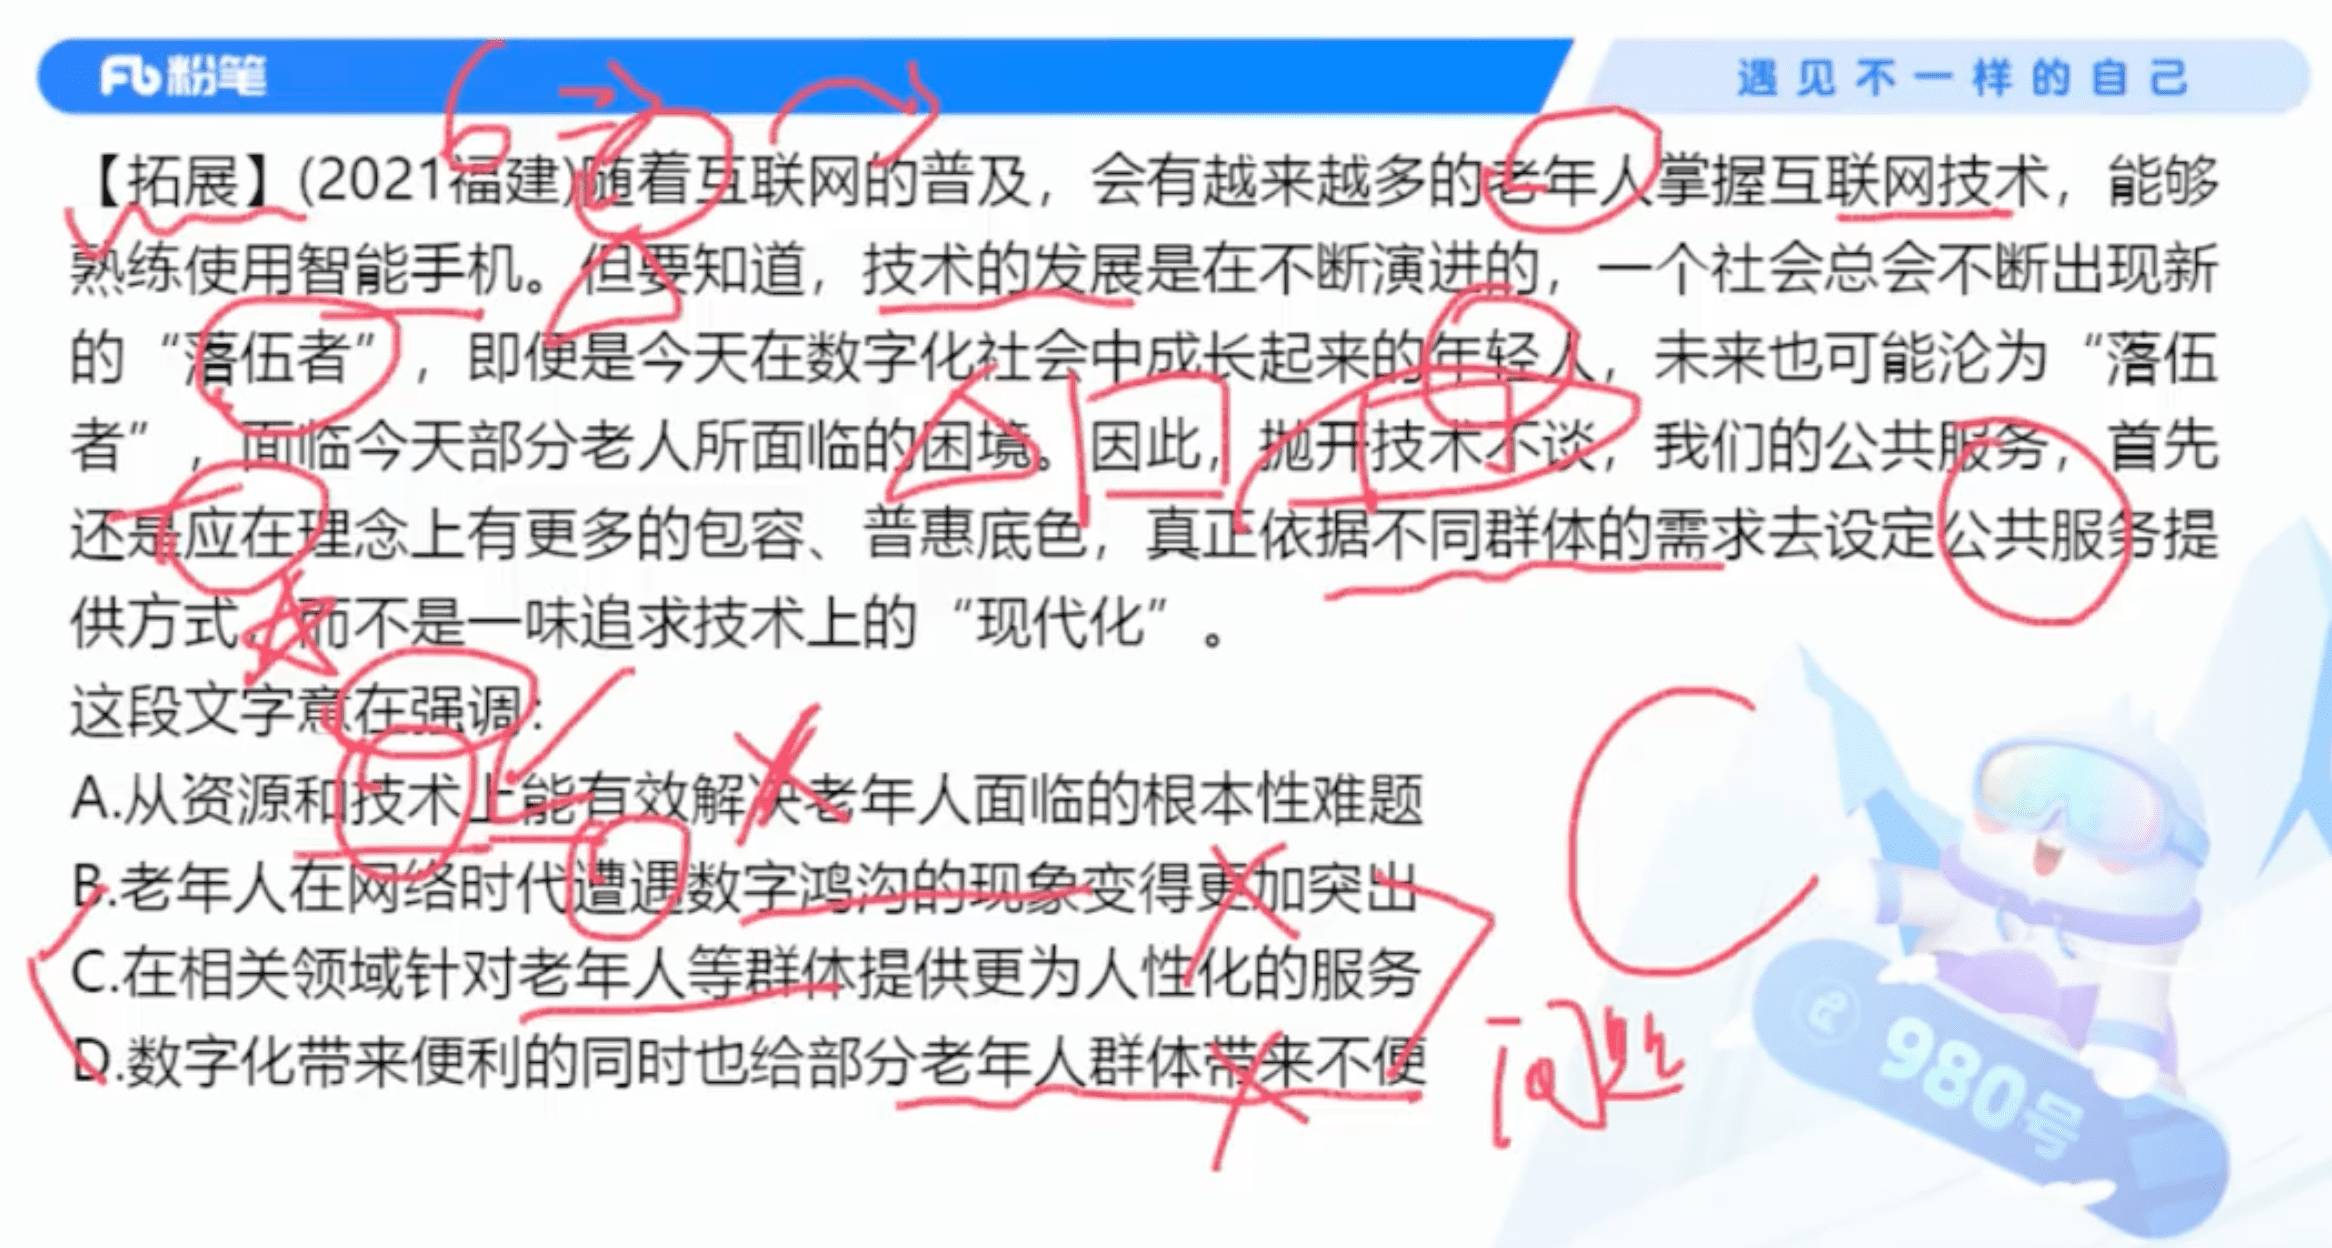 粉笔
遇见不一样的自己
【拓展】(2021福建)随着互联网的普及，会有越来越多的老年人掌握互联网技术，能够
熟练使用智能手机。但要知道，技术的发展是在不断演进的，一个社会总会不断出现新
的“落伍者”，即便是今天在数字化社会中成长起来的年轻人，未来也可能沦为“落伍
者”，面临今天部分老人所面临的困境。因此，抛开技术不谈，我们的公共服务，首先
还是应在理念上有更多的包容、普惠底色，真正依据不同群体的需求去设定公共服务提
供方式，而不是一味追求技术上的“现代化”。
这段文字意在强调：
A.从资源和技术上能有效解决老年人面临的根本性难题
B.老年人在网络时代遭遇数字鸿沟的现象变得更加突出
C.在相关领域针对老年人等群体提供更为人性化的服务
D.数字化带来便利的同时也给部分老年人群体带来不便
C
问题
980号